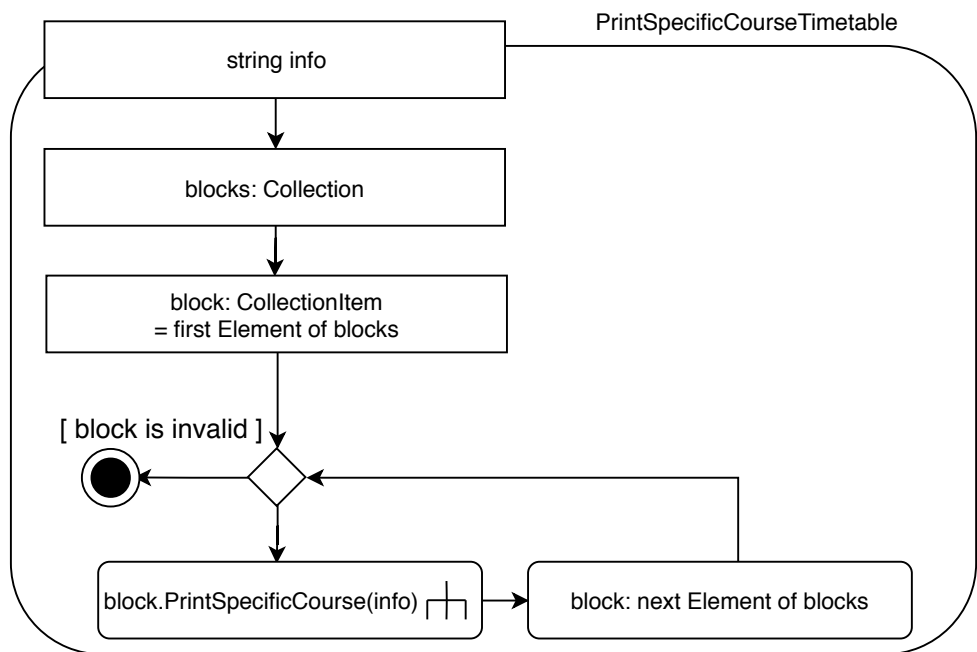 PrintSpecificCourseTimetable
string info
blocks: Collection
block: CollectionItem
= first Element of blocks
[ block is invalid ]
block.PrintSpecificCourse(info)
block: next Element of blocks